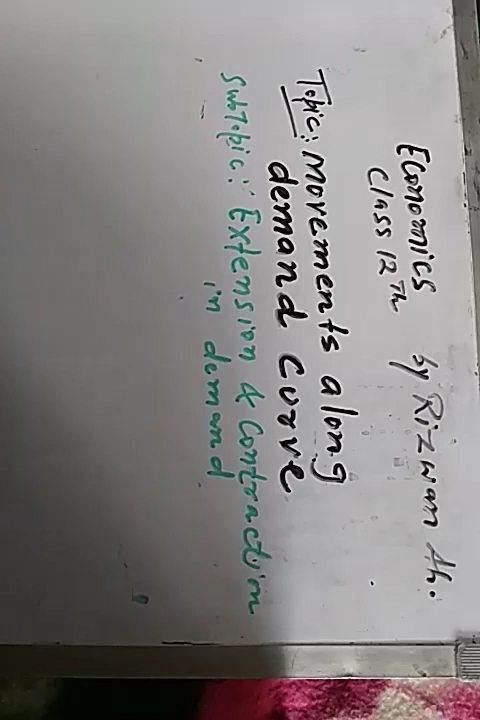 Economics by Rizwan Ah.
Class 12Th
Topic: Movements along
demand curve
SubTopic: Extension & Contraction
in demand